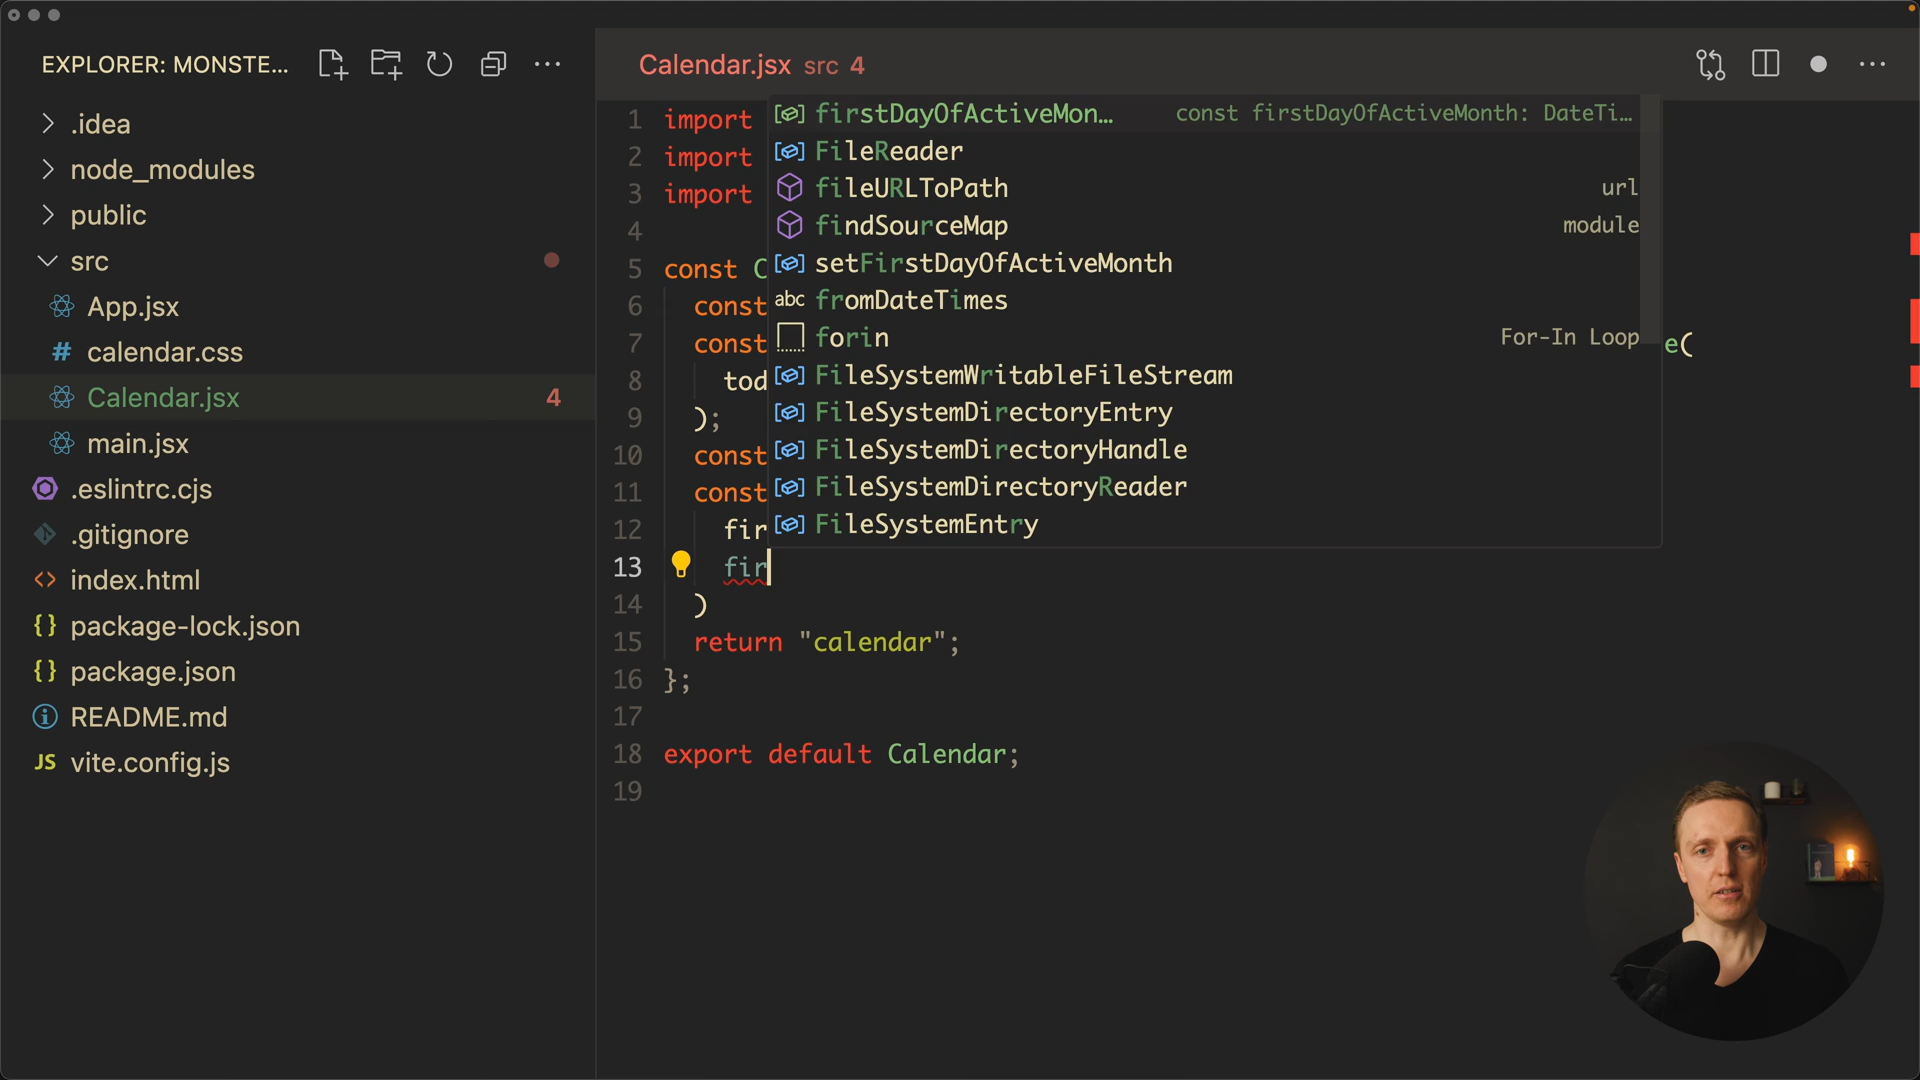 EXPLORER: MONSTE...
.idea
node_modules
public
src
App.jsx
# calendar.css
Calendar.jsx 4
main.jsx
.eslintrc.cjs
.gitignore
<> index.html
{} package-lock.json
{} package.json
README.md
JS vite.config.js
Calendar.jsx src 4
1 import
2 import
3 import
4
5 const C
6 const
7 const e(
8 tod
9 );
10 const
11 const
12 fir
13 fir
14 )
15 return "calendar";
16 };
17
18 export default Calendar;
19
firstDayOfActiveMon... const firstDayOfActiveMonth: DateTi...
FileReader
fileURLToPath url
findSourceMap module
setFirstDayOfActiveMonth
abc fromDateTimes
forin For-In Loop
FileSystemWritableFileStream
FileSystemDirectoryEntry
FileSystemDirectoryHandle
FileSystemDirectoryReader
FileSystemEntry